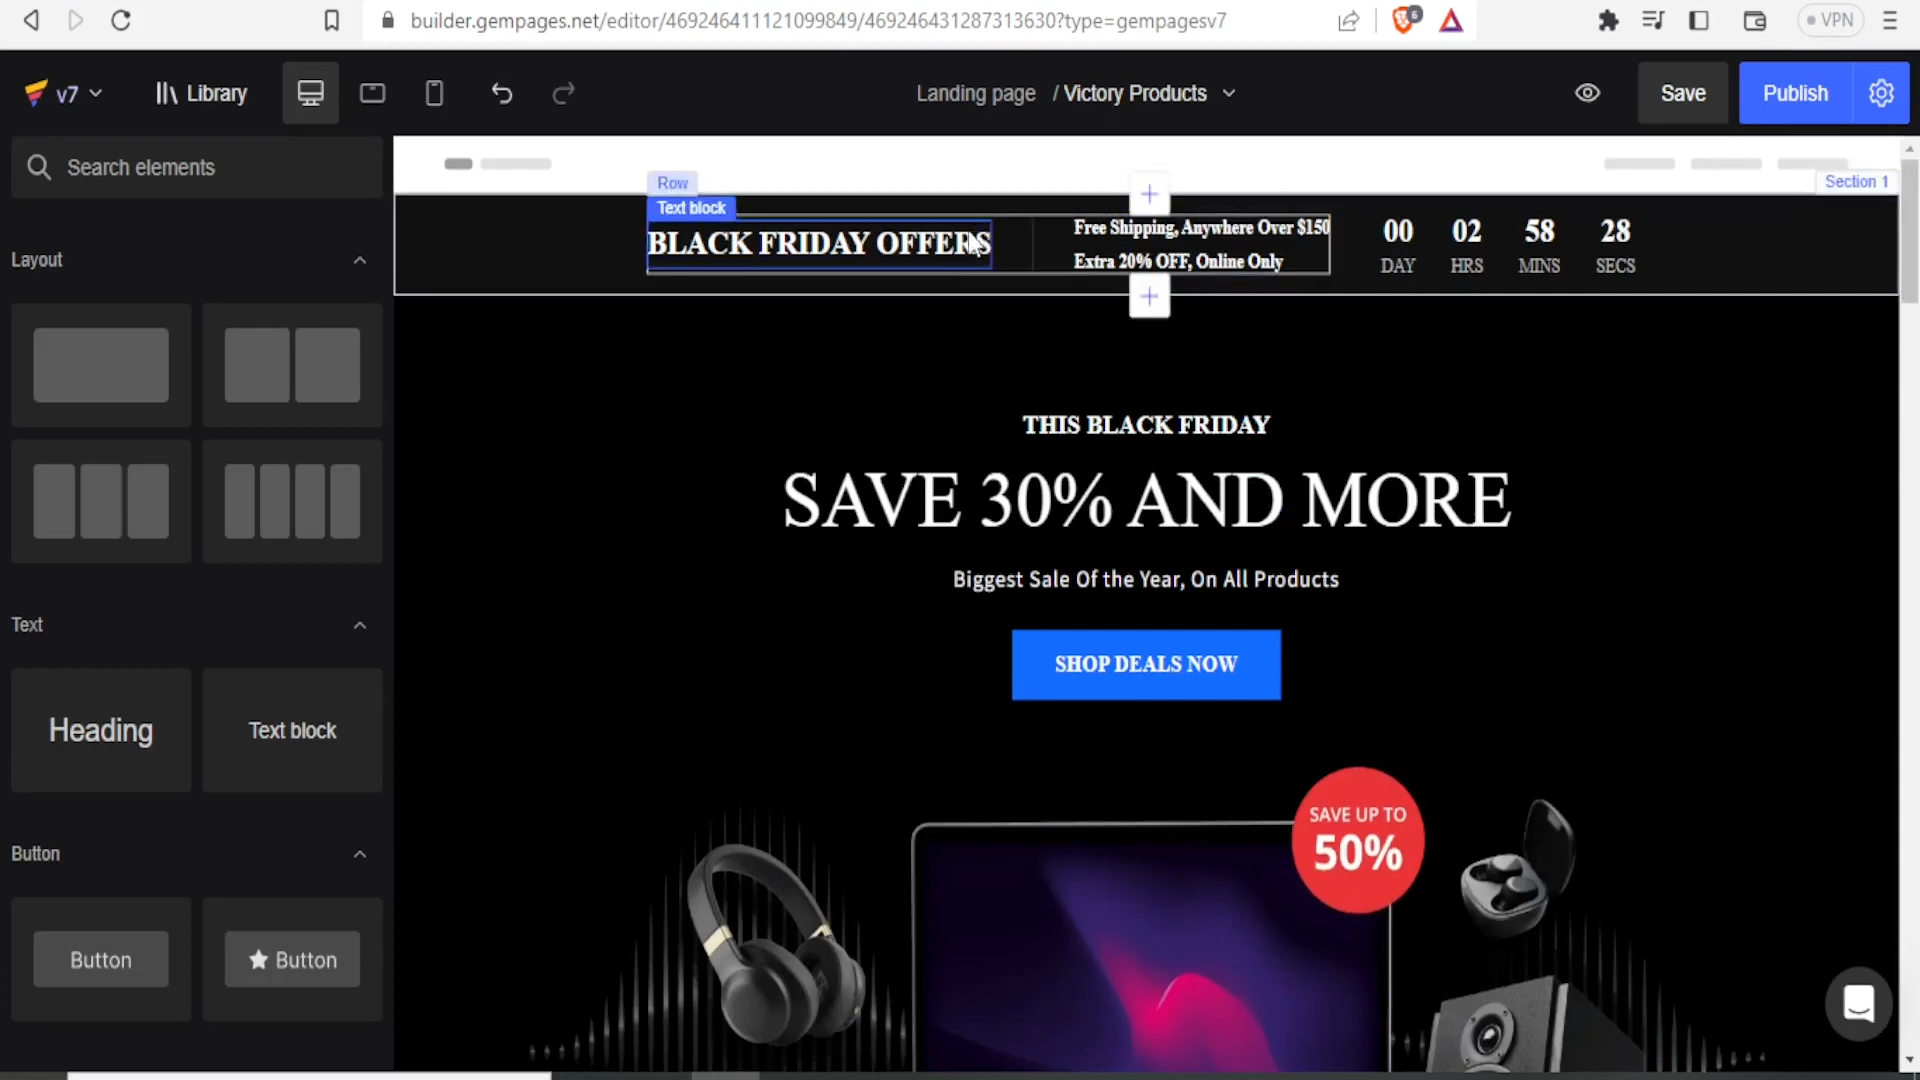 builder.gempages.net/editor/469246411121099849/469246431287313630?type=gempagesv7
6
VPN
v7
Library
Landing page / Victory Products
Save
Publish
Search elements
Layout
Text
Heading
Text block
Button
Button
Button
Row
Text block
Section 1
BLACK FRIDAY OFFERS
Free Shipping, Anywhere Over $150
Extra 20% OFF, Online Only
00 02 58 28
DAY HRS MINS SECS
THIS BLACK FRIDAY
SAVE 30% AND MORE
Biggest Sale Of the Year, On All Products
SHOP DEALS NOW
SAVE UP TO
50%